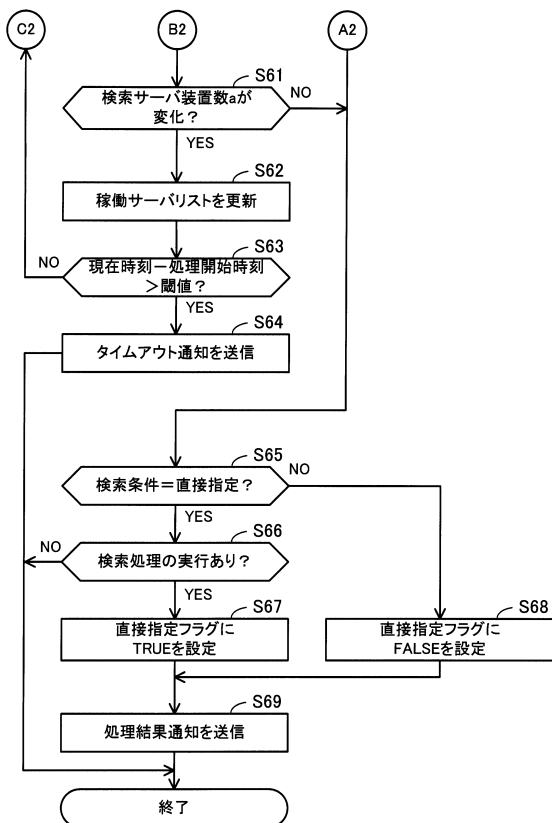 C2
B2
A2
S61
検索サーバ装置数aが
変化？
NO
YES
S62
稼働サーバリストを更新
S63
現在時刻－処理開始時刻
＞閾値？
NO
YES
S64
タイムアウト通知を送信
S65
検索条件＝直接指定？
NO
YES
S66
検索処理の実行あり？
NO
YES
S67
直接指定フラグに
TRUEを設定
S68
直接指定フラグに
FALSEを設定
S69
処理結果通知を送信
終了